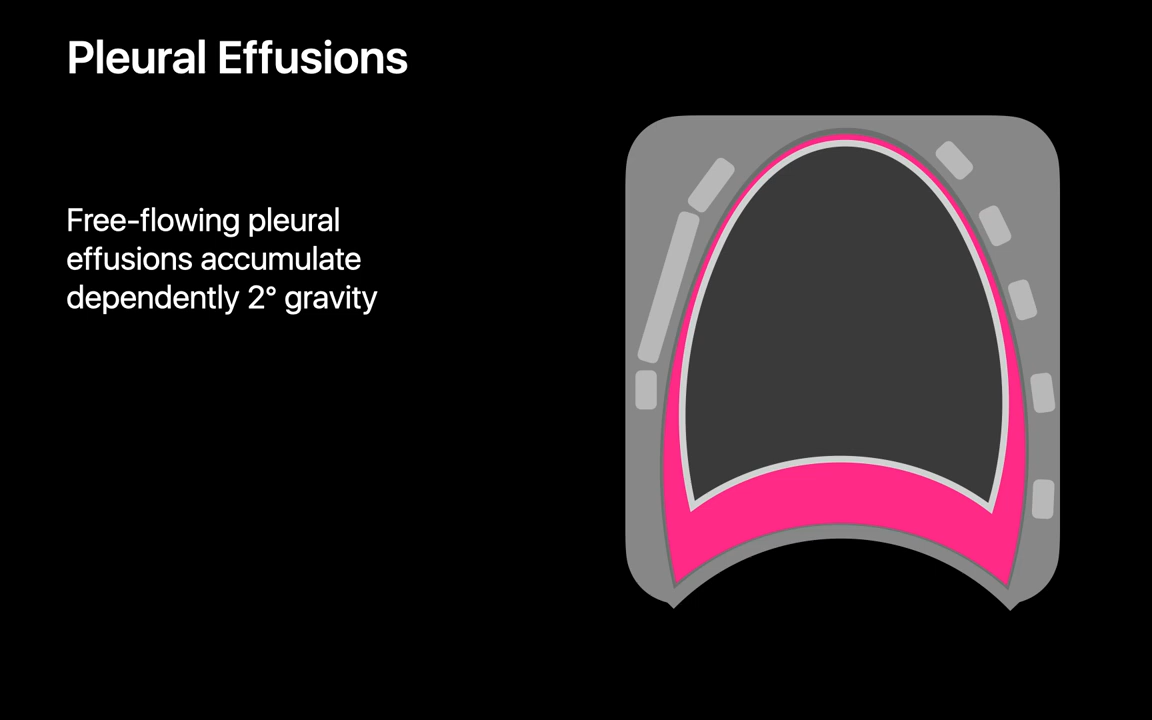 Pleural Effusions
Free-flowing pleural
effusions accumulate
dependently 2° gravity